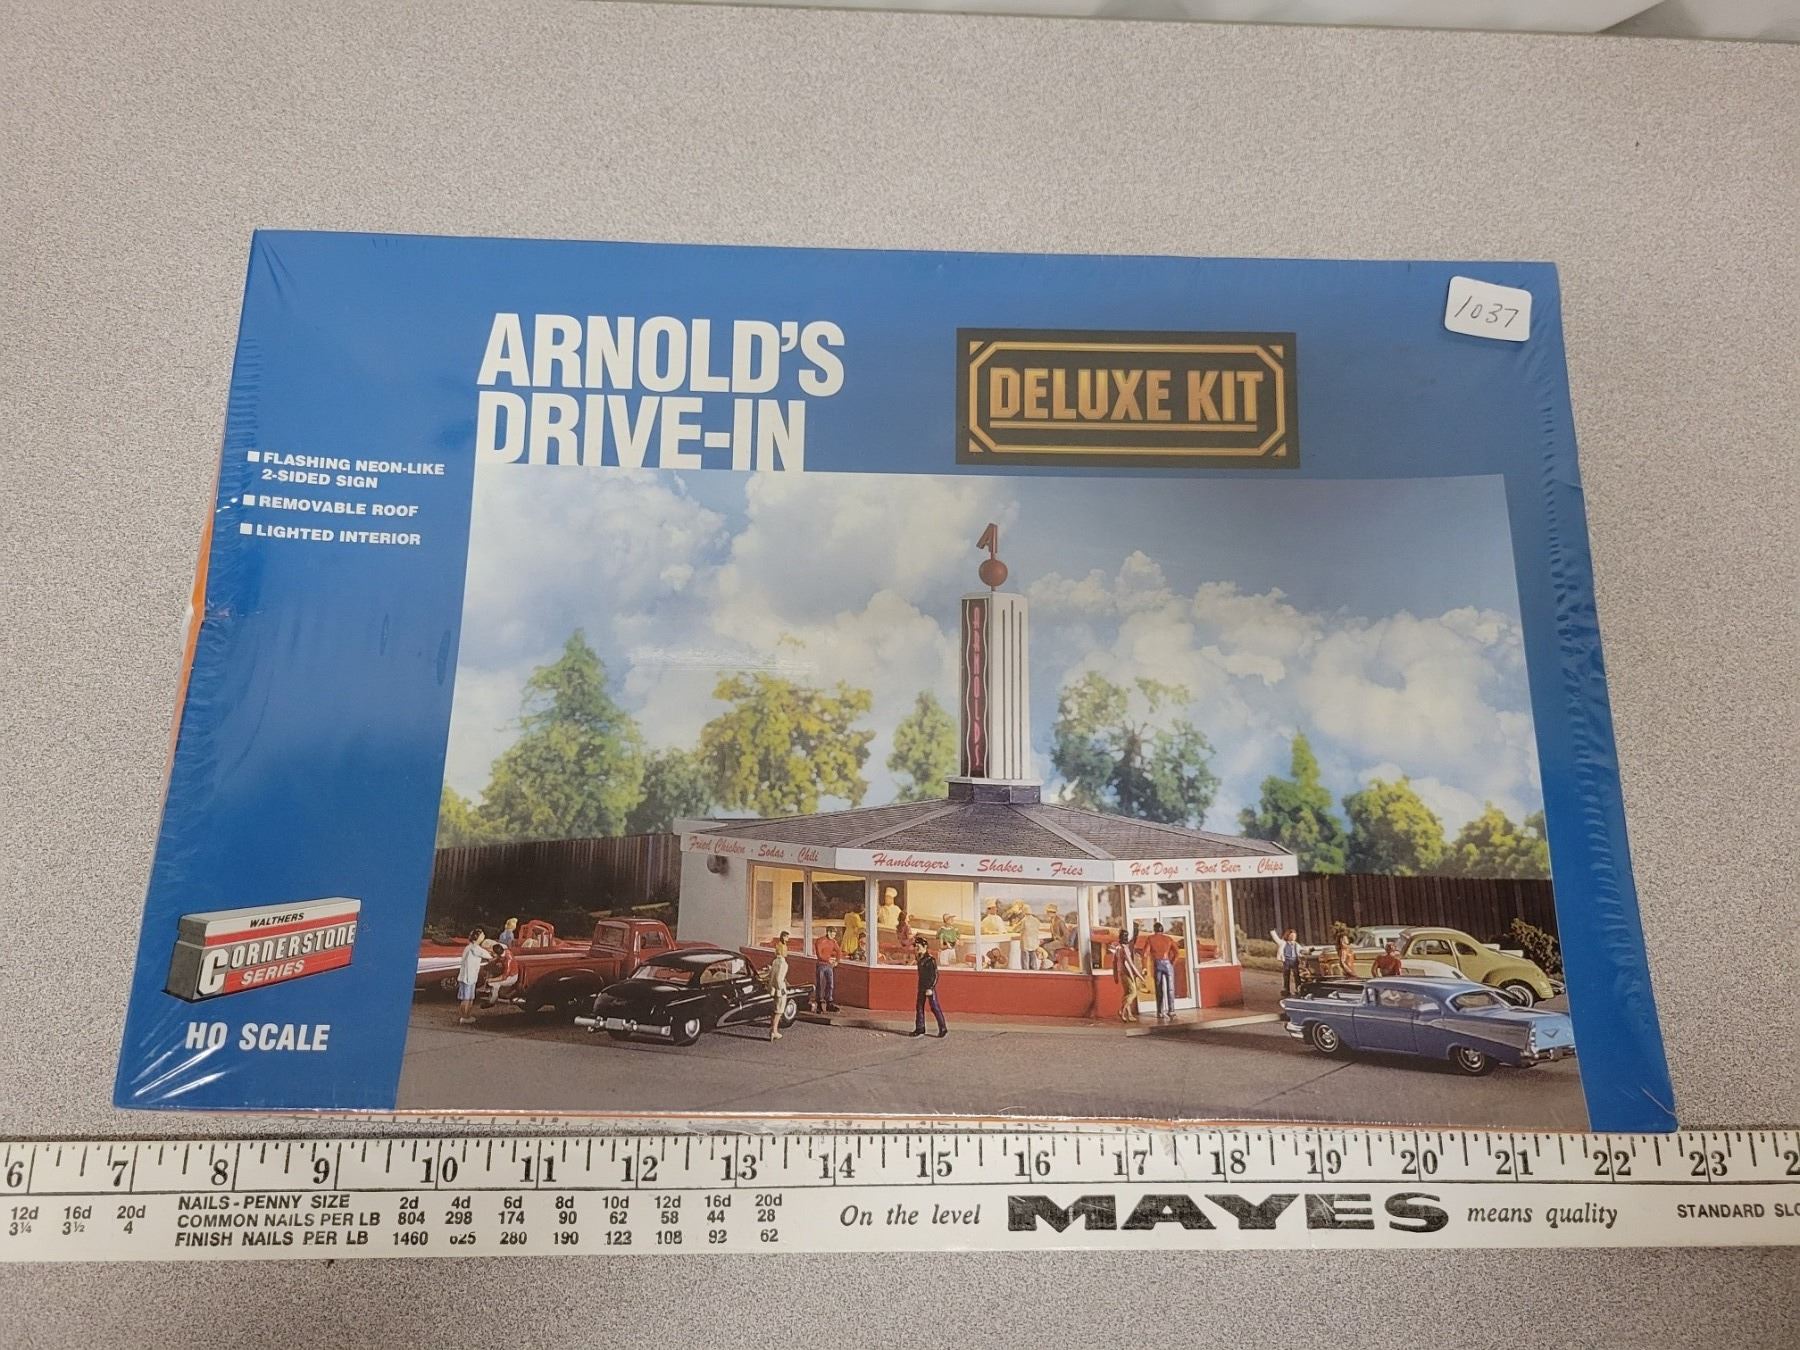 1037
ARNOLD'S
DRIVE-IN
DELUXE KIT
■ FLASHING NEON-LIKE
2-SIDED SIGN
■ REMOVABLE ROOF
■ LIGHTED INTERIOR
ARNOLDS
Fried Chicken · Sodas · Chili
Hamburgers · Shakes · Fries
Hot Dogs · Root Beer · Chips
WALTHERS
CORNERSTONE
SERIES
HO SCALE
6 7 8 9 10 11 12 13 14 15 16 17 18 19 20 21 22 23 2
12d 16d 20d NAILS - PENNY SIZE 2d 4d 6d 8d 10d 12d 16d 20d
3¼ 3½ 4 COMMON NAILS PER LB 804 298 174 90 62 58 44 28
FINISH NAILS PER LB 1460 625 280 190 123 108 92 62
On the level MAYES means quality STANDARD SLO